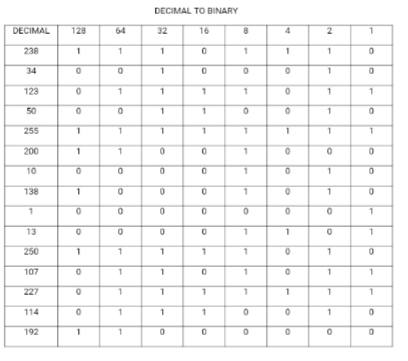 DECIMAL TO BINARY
DECIMAL 128 64 32 16 8 4 2 1
238 1 1 1 0 1 1 1 0
34 0 0 1 0 0 0 1 0
123 0 1 1 1 1 0 1 1
50 0 0 1 1 0 0 1 0
255 1 1 1 1 1 1 1 1
200 1 1 0 0 1 0 0 0
10 0 0 0 0 1 0 1 0
138 1 0 0 0 1 0 1 0
1 0 0 0 0 0 0 0 1
13 0 0 0 0 1 1 0 1
250 1 1 1 1 1 0 1 0
107 0 1 1 0 1 0 1 1
227 0 1 1 1 1 1 1 1
114 0 1 1 1 0 0 1 0
192 1 1 0 0 0 0 0 0